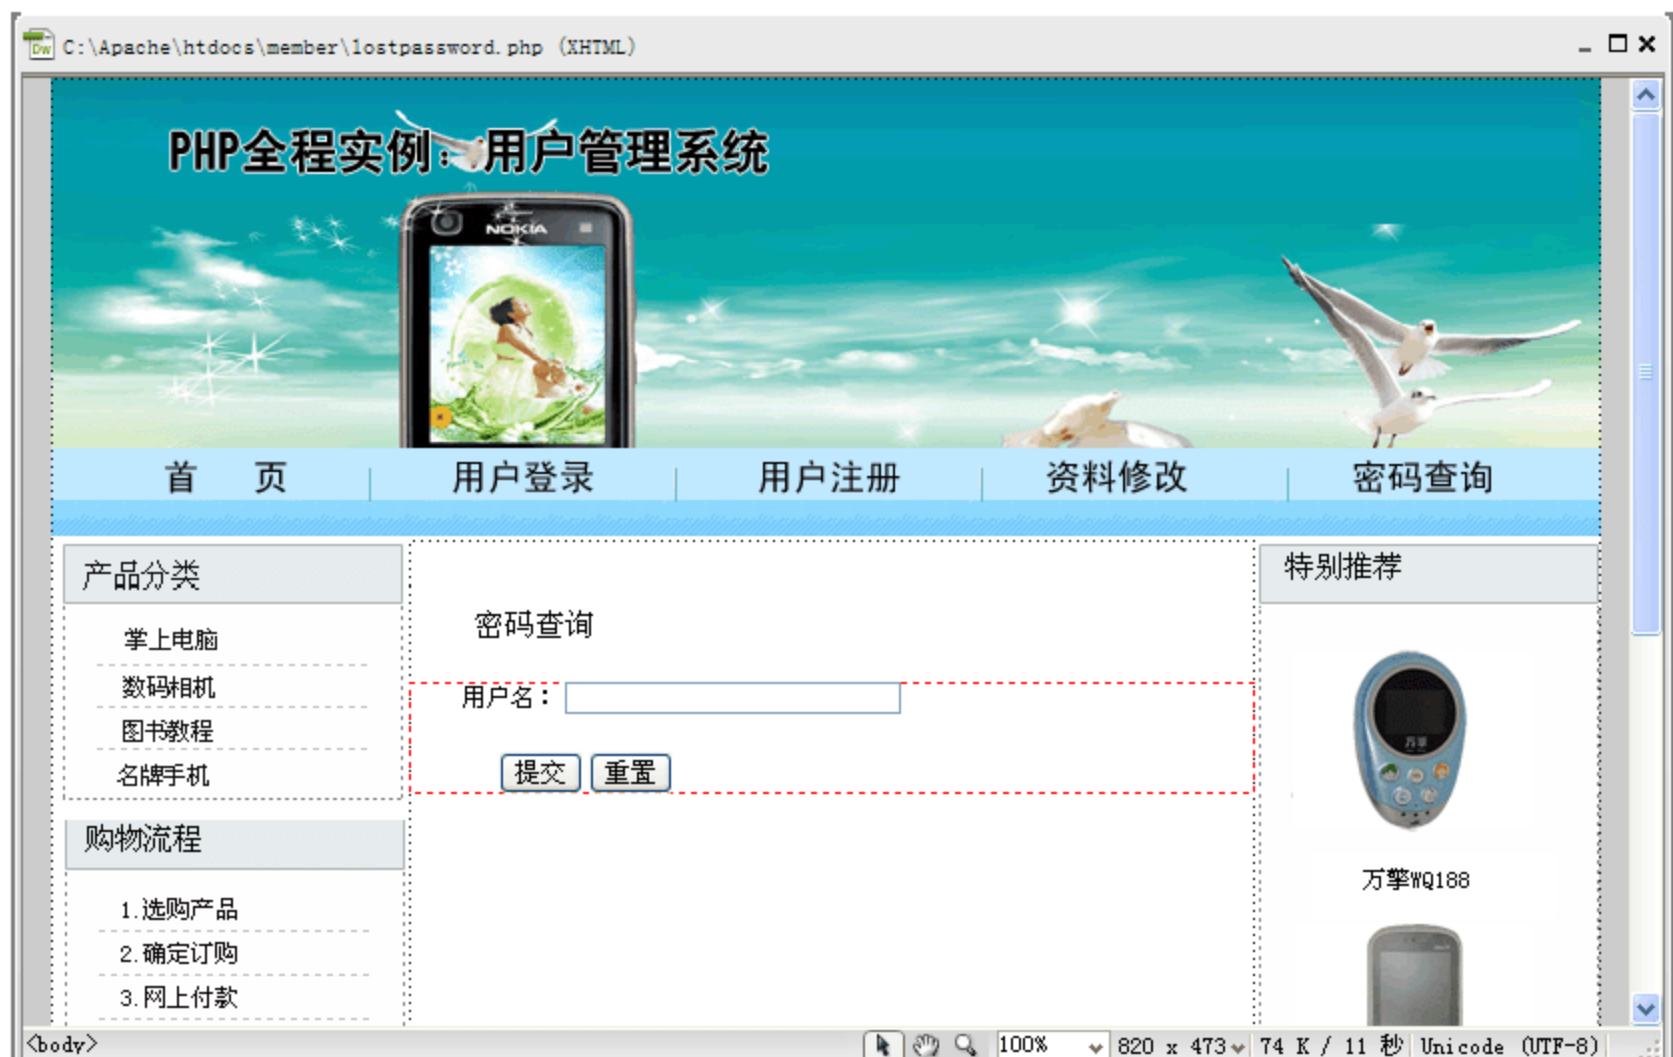 C:\Apache\htdocs\member\lostpassword.php (XHTML)
PHP全程实例:用户管理系统
NOKIA
首 页
用户登录
用户注册
资料修改
密码查询
产品分类
掌上电脑
数码相机
图书教程
名牌手机
购物流程
1.选购产品
2.确定订购
3.网上付款
密码查询
用户名:
提交 重置
特别推荐
万擎
万擎WQ188
<body>
100%
820 x 473
74 K / 11 秒
Unicode (UTF-8)